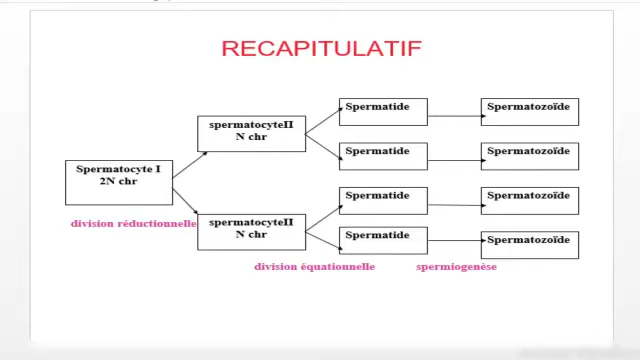 RECAPITULATIF
Spermatocyte I
2N chr
division réductionnelle
spermatocyteII
N chr
spermatocyteII
N chr
division équationnelle
Spermatide
Spermatide
Spermatide
Spermatide
spermiogenèse
Spermatozoïde
Spermatozoïde
Spermatozoïde
Spermatozoïde